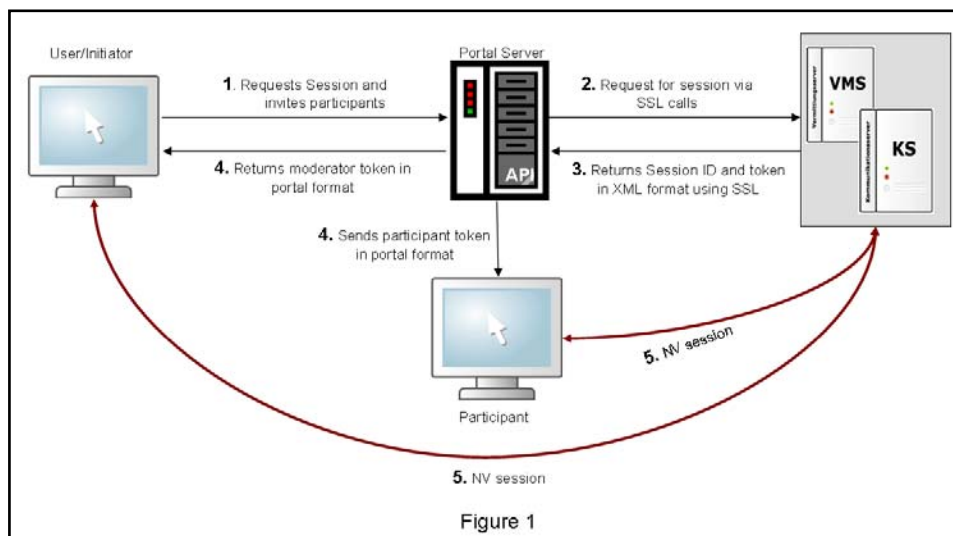 User/Initiator
Portal Server
1. Requests Session and
invites participants
2. Request for session via
SSL calls
VMS
Vermittlungsserver
KS
Kommunikationsserver
4. Returns moderator token in
portal format
API
3. Returns Session ID and token
in XML format using SSL
4. Sends participant token
in portal format
5. NV session
Participant
5. NV session
Figure 1